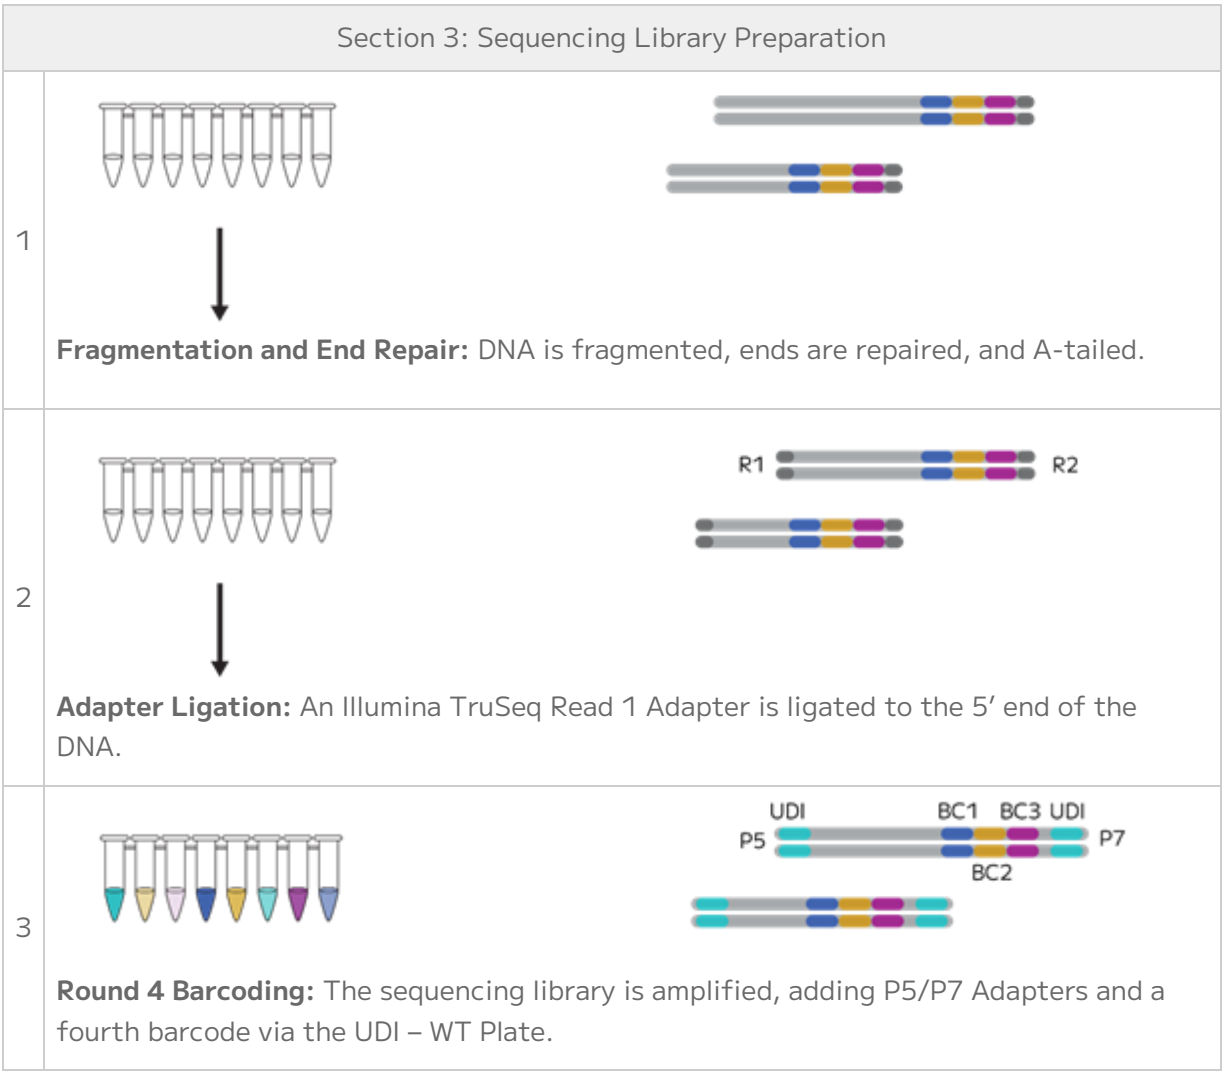 Section 3: Sequencing Library Preparation
1
Fragmentation and End Repair: DNA is fragmented, ends are repaired, and A-tailed.
2
R1
R2
Adapter Ligation: An Illumina TruSeq Read 1 Adapter is ligated to the 5′ end of the
DNA.
3
UDI
BC1
BC3
UDI
P5
P7
BC2
Round 4 Barcoding: The sequencing library is amplified, adding P5/P7 Adapters and a
fourth barcode via the UDI – WT Plate.